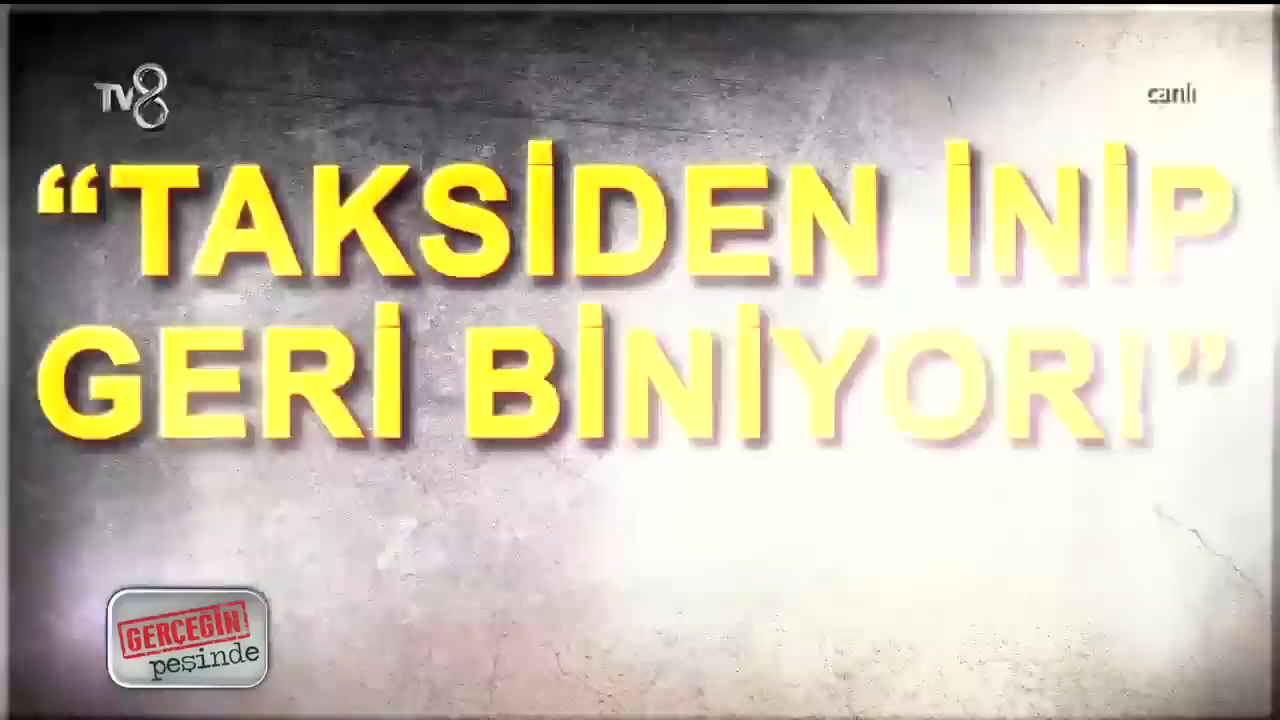 TV8
canlı
“TAKSİDEN İNİP
GERİ BİNİYOR!”
GERÇEĞİN
peşinde